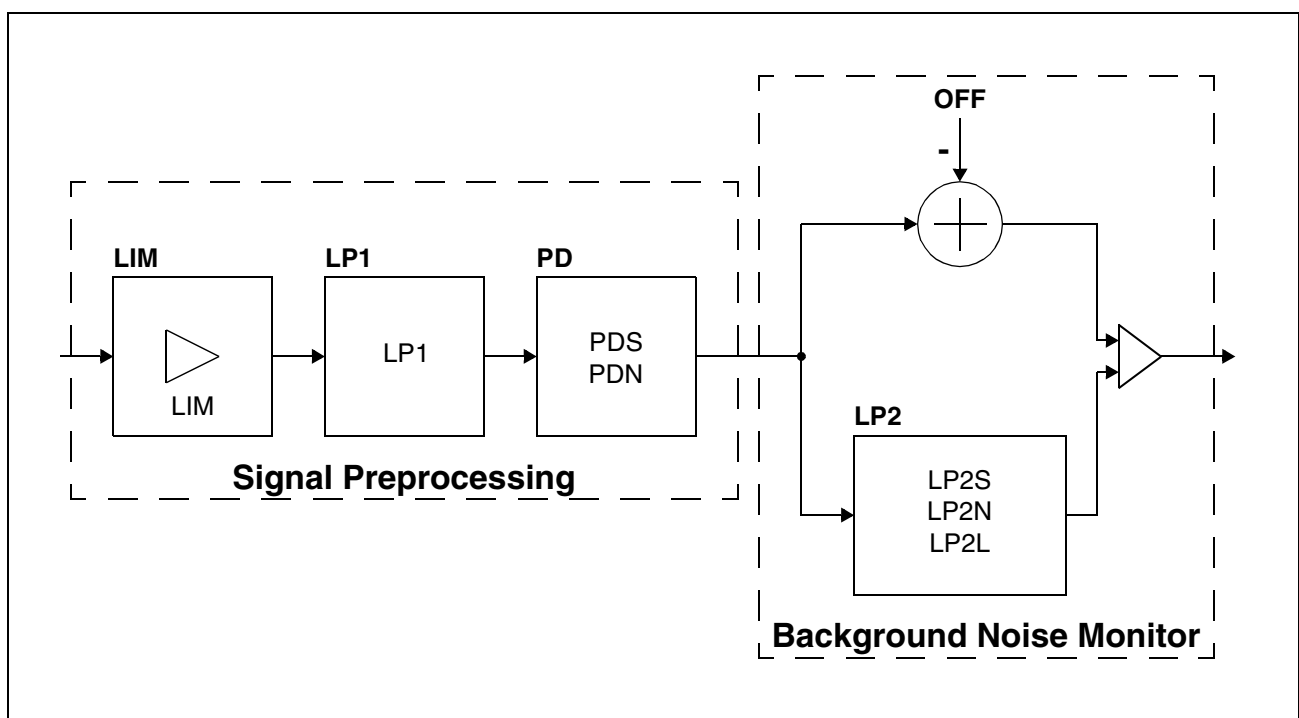 OFF
-
LIM
LP1
PD
LIM
LP1
PDS
PDN
Signal Preprocessing
LP2
LP2S
LP2N
LP2L
Background Noise Monitor